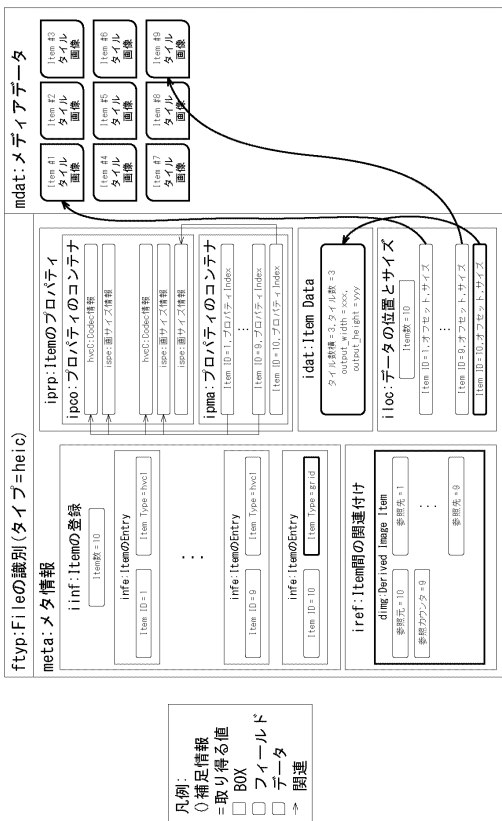 ftyp:Fileの識別(タイプ=heic)
meta:メタ情報
iinf:Itemの登録
Item数=10
infe:ItemのEntry
Item ID=1
Item Type=hvc1
:
infe:ItemのEntry
Item ID=9
Item Type=hvc1
infe:ItemのEntry
Item ID=10
Item Type=grid
iref:Item間の関連付け
dimg:Derived Image Item
参照元=10
参照カウンタ=9
参照先=1
:
参照先=9
iprp:Itemのプロパティ
ipco:プロパティのコンテナ
hvcC:Codec情報
ispe:画サイズ情報
hvcC:Codec情報
ispe:画サイズ情報
ispe:画サイズ情報
ipma:プロパティのコンテナ
Item ID=1,プロパティIndex
:
Item ID=9,プロパティIndex
Item ID=10,プロパティIndex
idat:Item Data
タイル数横=3,タイル数=3
output_width=xxx,
output_height=yyy
iloc:データの位置とサイズ
Item数=10
Item ID=1,オフセット,サイズ
:
Item ID=9,オフセット,サイズ
Item ID=10,オフセット,サイズ
mdat:メディアデータ
Item #1
タイル
画像
Item #2
タイル
画像
Item #3
タイル
画像
Item #4
タイル
画像
Item #5
タイル
画像
Item #6
タイル
画像
Item #7
タイル
画像
Item #8
タイル
画像
Item #9
タイル
画像
凡例:
()補足情報
=取り得る値
BOX
フィールド
データ
→ 関連